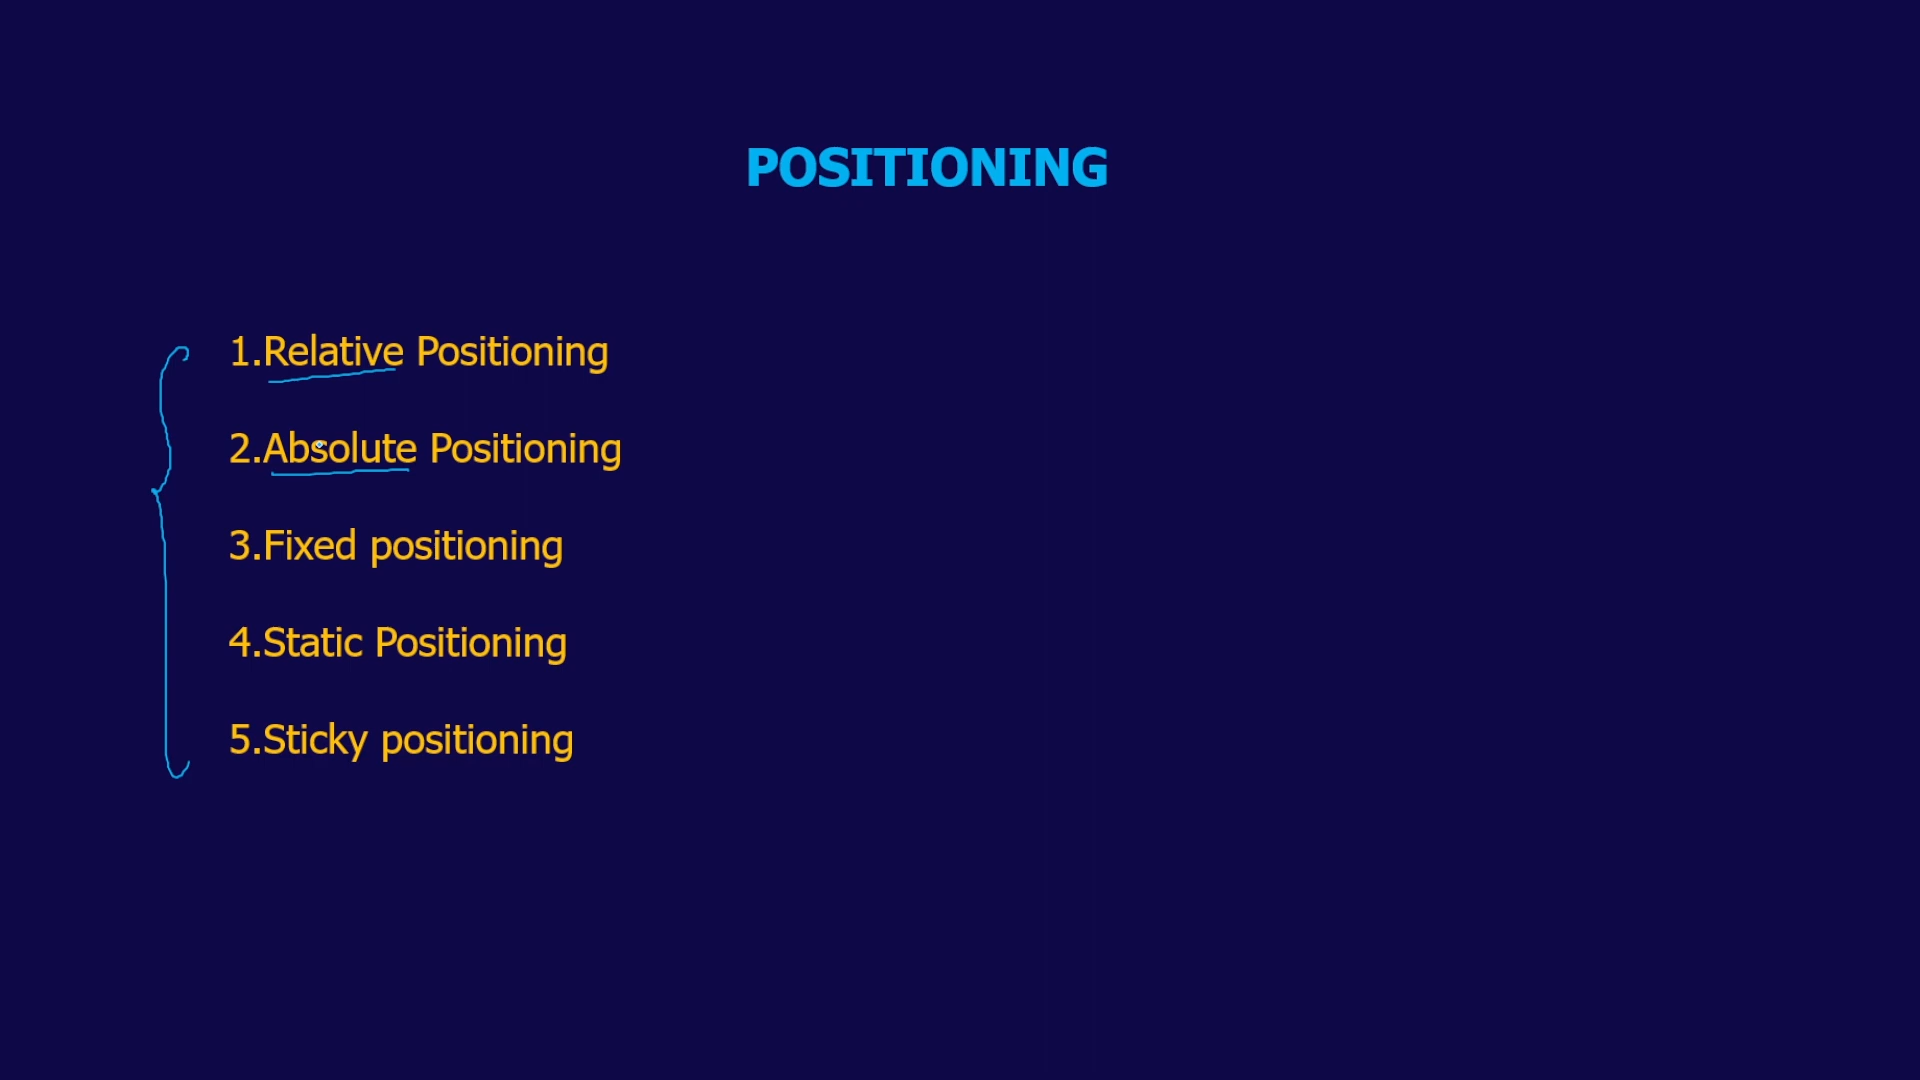 POSITIONING
1.Relative Positioning
2.Absolute Positioning
3.Fixed positioning
4.Static Positioning
5.Sticky positioning